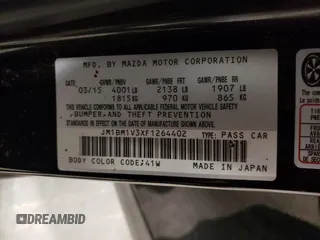 MFD. BY MAZDA MOTOR CORPORATION
GVWR/PNBV GAWR/PNBE FR GAWR/PNBE RR
03/15 4001LB 2138 LB 1907 LB
1815KG 970 KG 865 KG
THIS VEHICLE CONFORMS TO ALL APPLICABLE FEDERAL MOTOR VEHICLE SAFETY,
BUMPER, AND THEFT PREVENTION STANDARDS
IN EFFECT ON THE DATE OF MANUFACTURE SHOWN ABOVE.
JM1BM1V3XF1264402 TYPE: PASS CAR
BODY COLOR CODE:41W MADE IN JAPAN
DREAMBID